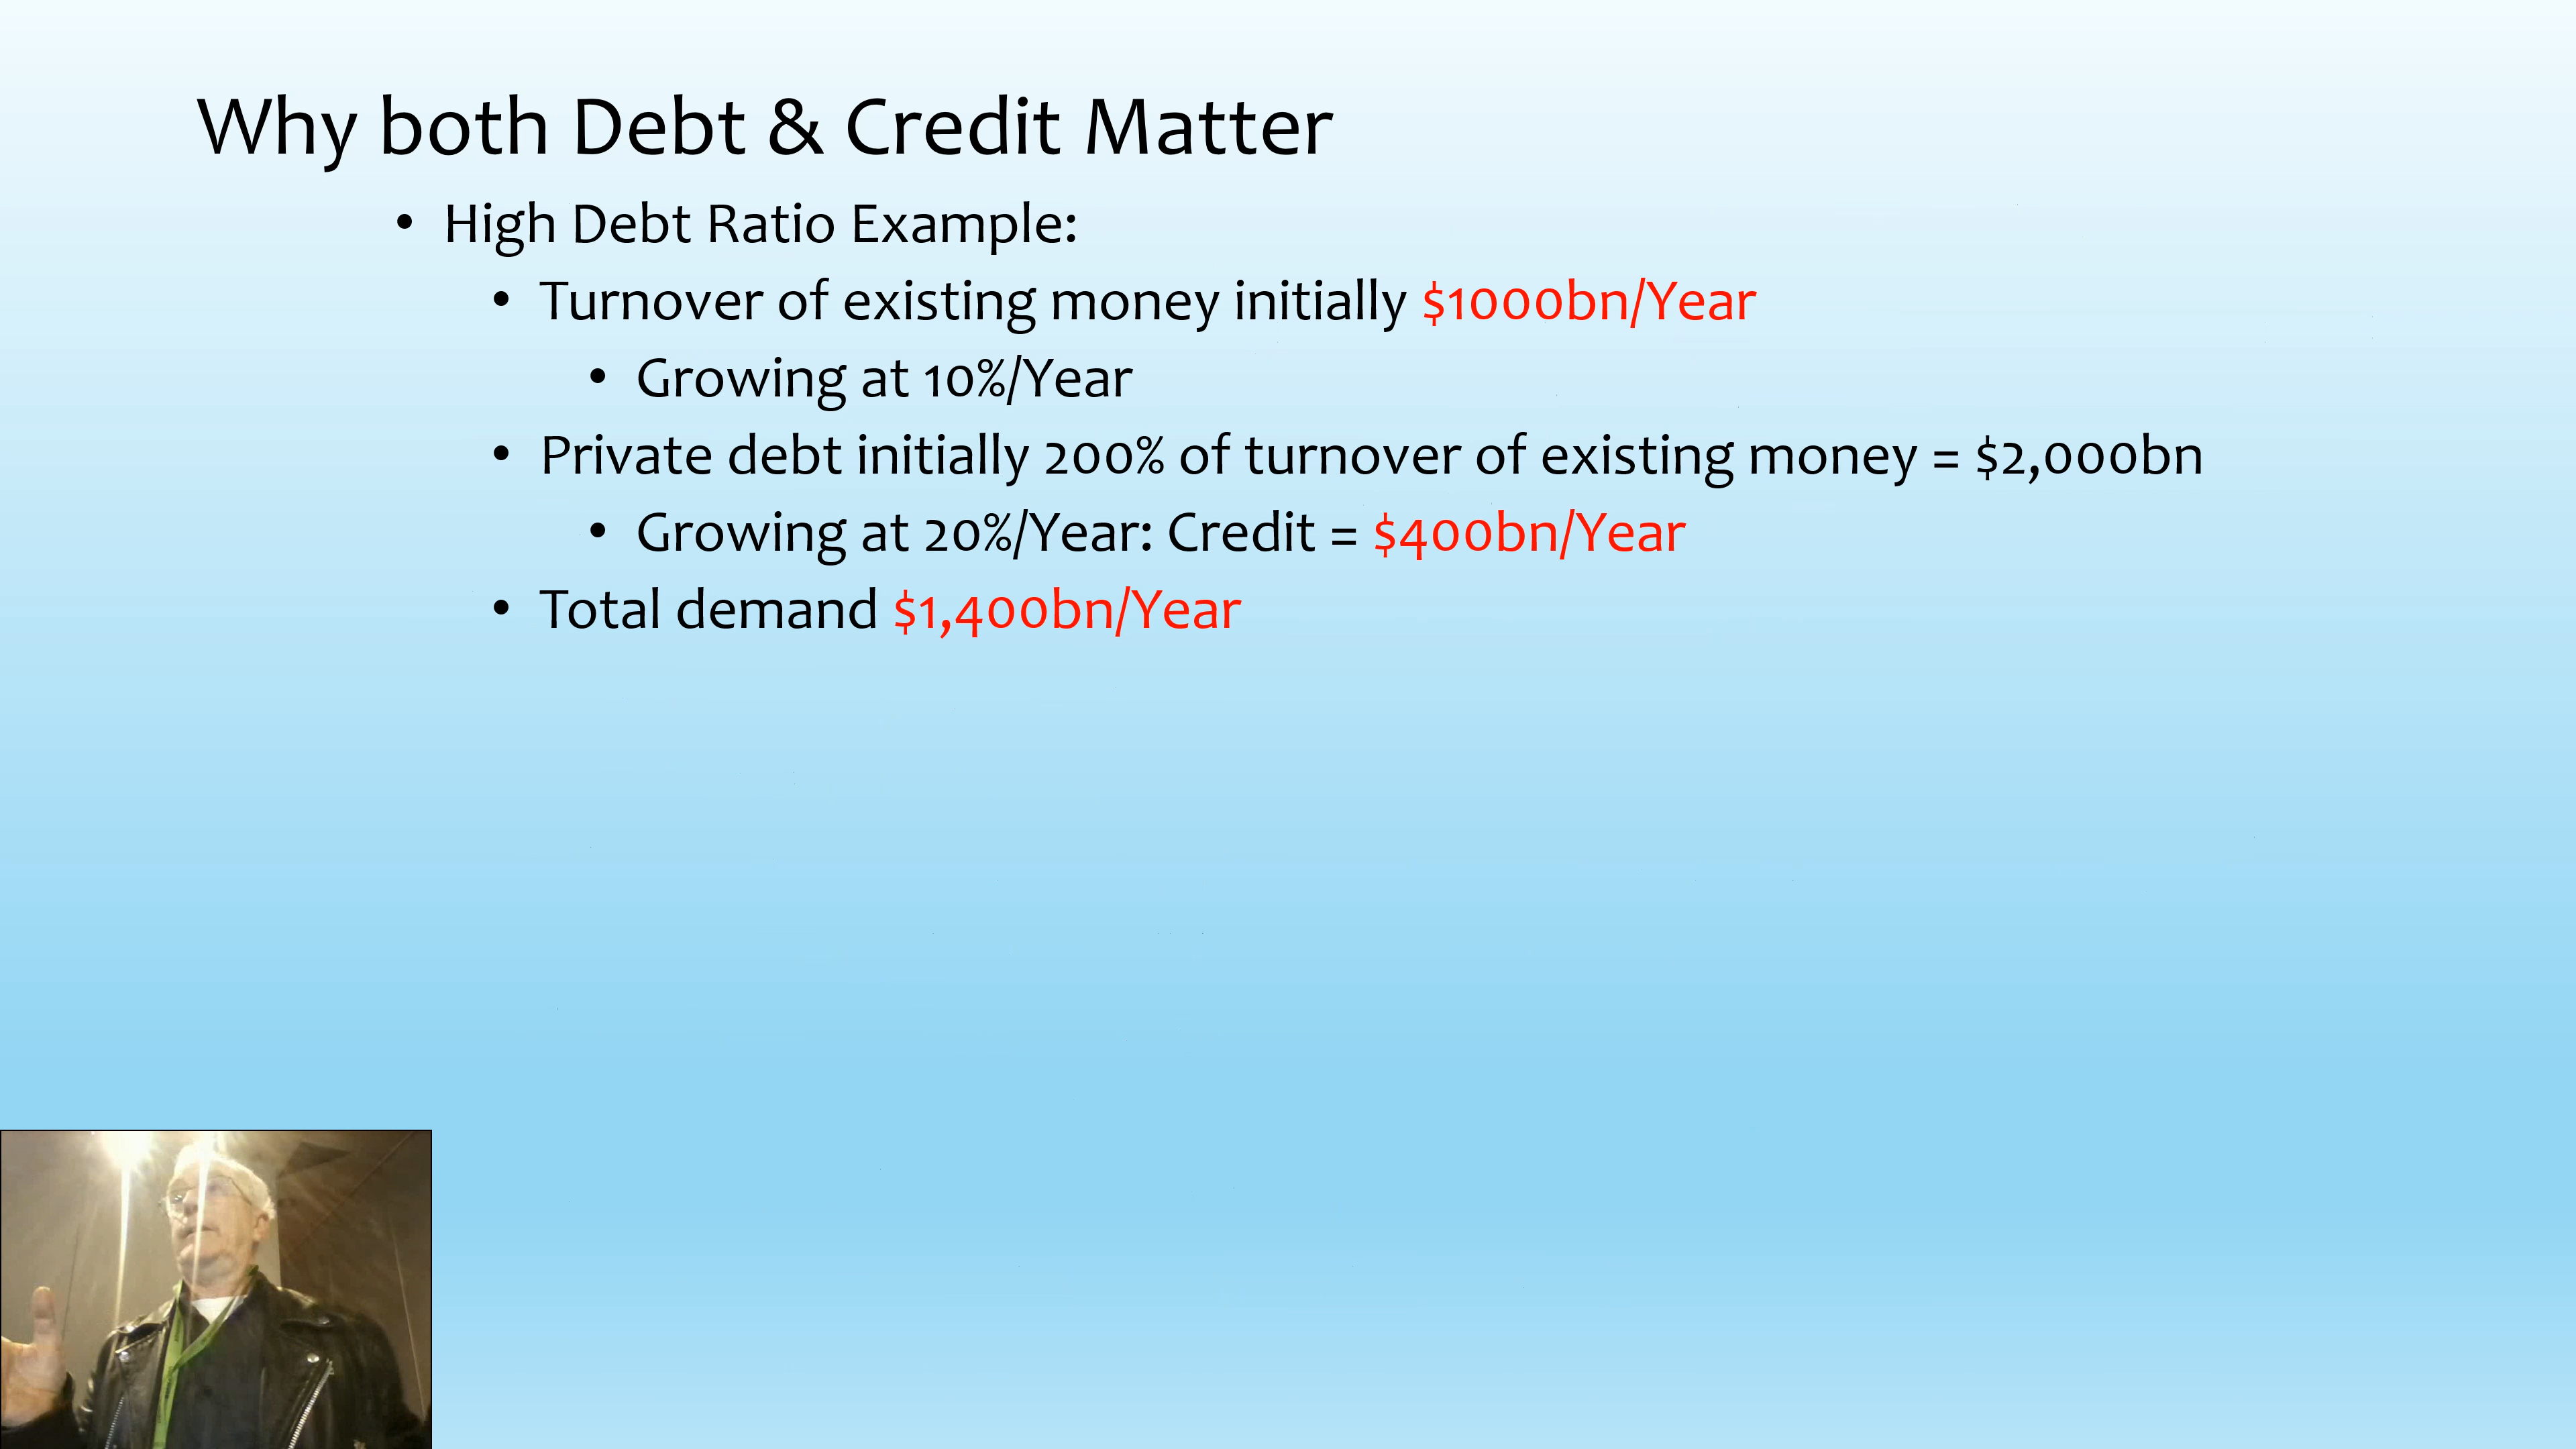 Why both Debt & Credit Matter
• High Debt Ratio Example:
• Turnover of existing money initially $1000bn/Year
• Growing at 10%/Year
• Private debt initially 200% of turnover of existing money = $2,000bn
• Growing at 20%/Year: Credit = $400bn/Year
• Total demand $1,400bn/Year